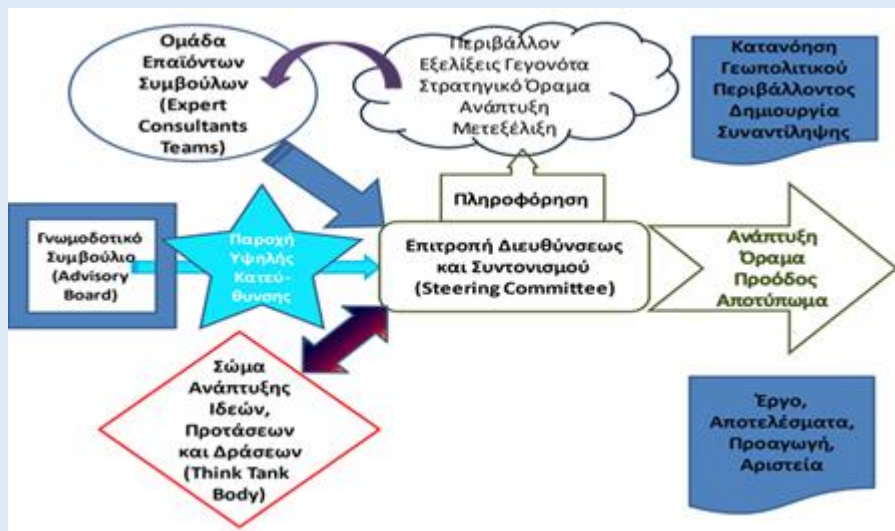 Ομάδα
Επαϊόντων
Συμβούλων
(Expert
Consultants
Teams)
Περιβάλλον
Εξελίξεις Γεγονότα
Στρατηγικό Όραμα
Ανάπτυξη
Μετεξέλιξη
Κατανόηση
Γεωπολιτικού
Περιβάλλοντος
Δημιουργία
Συναντίληψης
Πληροφόρηση
Γνωμοδοτικό
Συμβούλιο
(Advisory
Board)
Παροχή
Υψηλής
Κατεύ-
θυνσης
Επιτροπή Διευθύνσεως
και Συντονισμού
(Steering Committee)
Ανάπτυξη
Όραμα
Προόδος
Αποτύπωμα
Σώμα
Ανάπτυξης
Ιδεών,
Προτάσεων
και Δράσεων
(Think Tank
Body)
Έργο,
Αποτελέσματα,
Προαγωγή,
Αριστεία